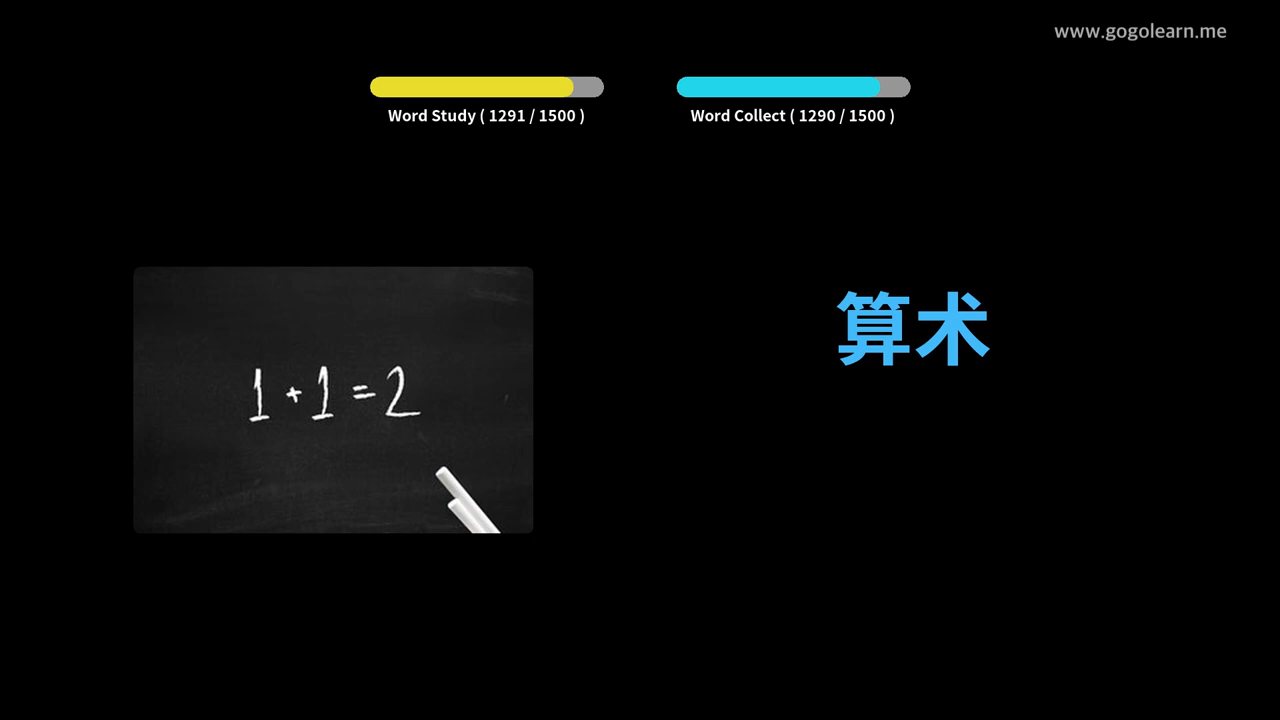 www.gogolearn.me
Word Study ( 1291 / 1500 )
Word Collect ( 1290 / 1500 )
算术
1 + 1 = 2